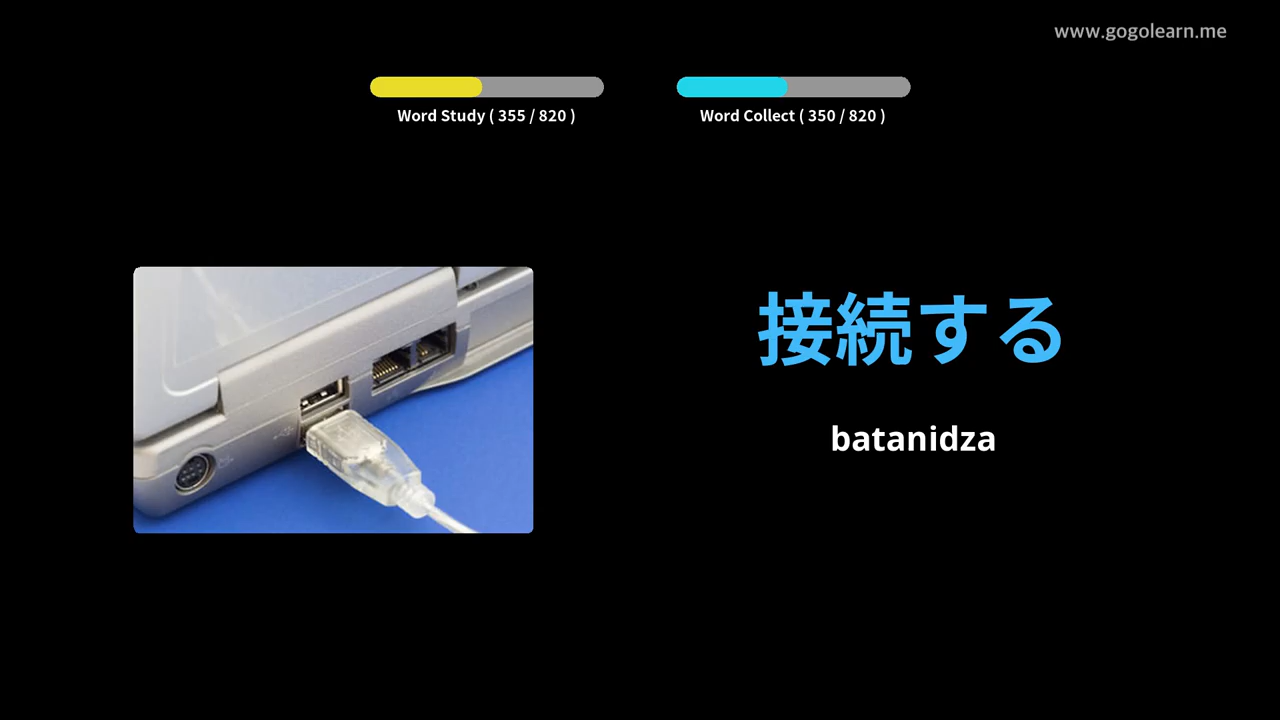 www.gogolearn.me
Word Study ( 355 / 820 )
Word Collect ( 350 / 820 )
接続する
batanidza